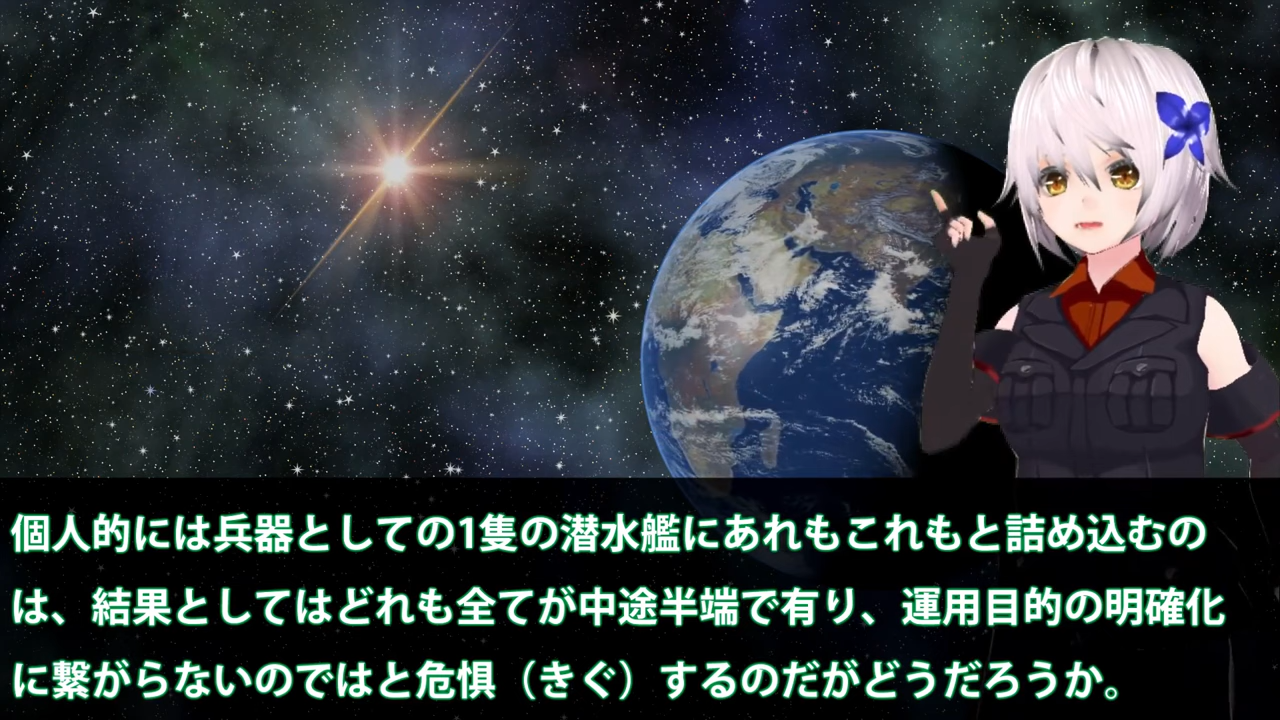 個人的には兵器としての1隻の潜水艦にあれもこれもと詰め込むの
は、結果としてはどれも全てが中途半端で有り、運用目的の明確化
に繋がらないのではと危惧（きぐ）するのだがどうだろうか。